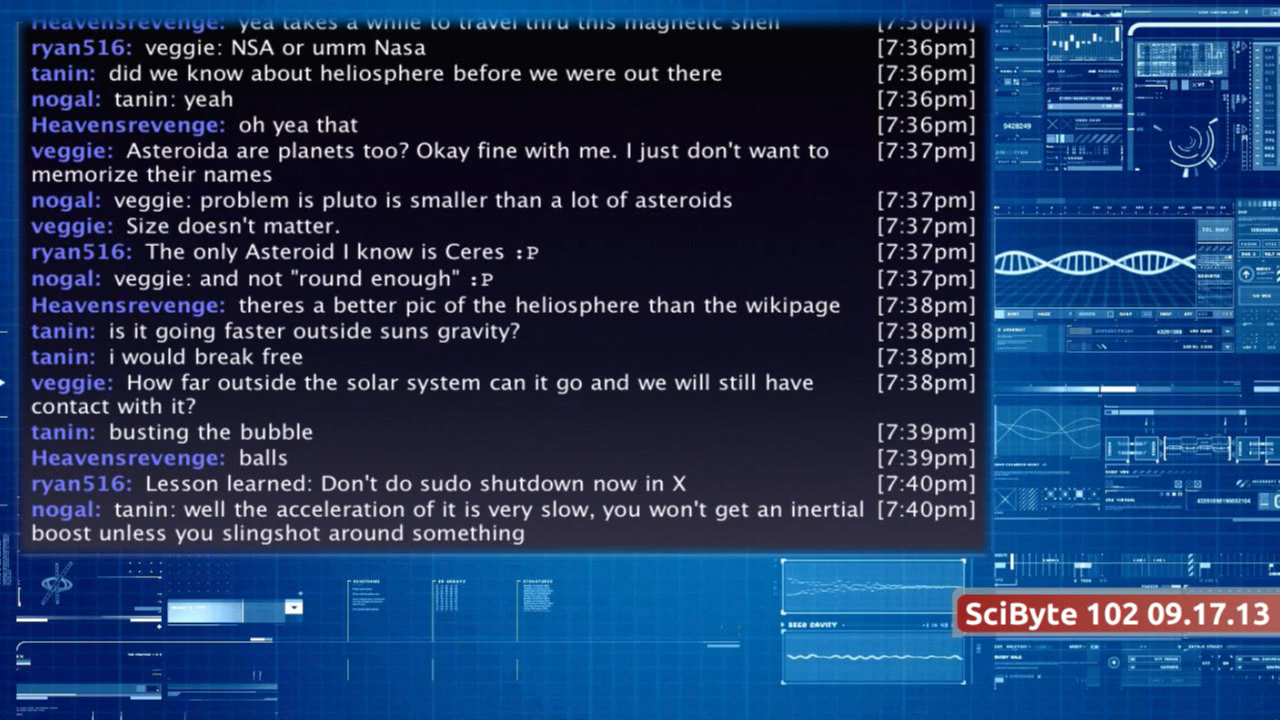 Heavensrevenge: yea takes a while to travel thru this magnetic shell [7:36pm]
ryan516: veggie: NSA or umm Nasa [7:36pm]
tanin: did we know about heliosphere before we were out there [7:36pm]
nogal: tanin: yeah [7:36pm]
Heavensrevenge: oh yea that [7:36pm]
veggie: Asteroida are planets too? Okay fine with me. I just don't want to [7:37pm]
memorize their names
nogal: veggie: problem is pluto is smaller than a lot of asteroids [7:37pm]
veggie: Size doesn't matter. [7:37pm]
ryan516: The only Asteroid I know is Ceres :P [7:37pm]
nogal: veggie: and not "round enough" :P [7:37pm]
Heavensrevenge: theres a better pic of the heliosphere than the wikipage [7:38pm]
tanin: is it going faster outside suns gravity? [7:38pm]
tanin: i would break free [7:38pm]
veggie: How far outside the solar system can it go and we will still have [7:38pm]
contact with it?
tanin: busting the bubble [7:39pm]
Heavensrevenge: balls [7:39pm]
ryan516: Lesson learned: Don't do sudo shutdown now in X [7:40pm]
nogal: tanin: well the acceleration of it is very slow, you won't get an inertial [7:40pm]
boost unless you slingshot around something
SciByte 102 09.17.13
9428249